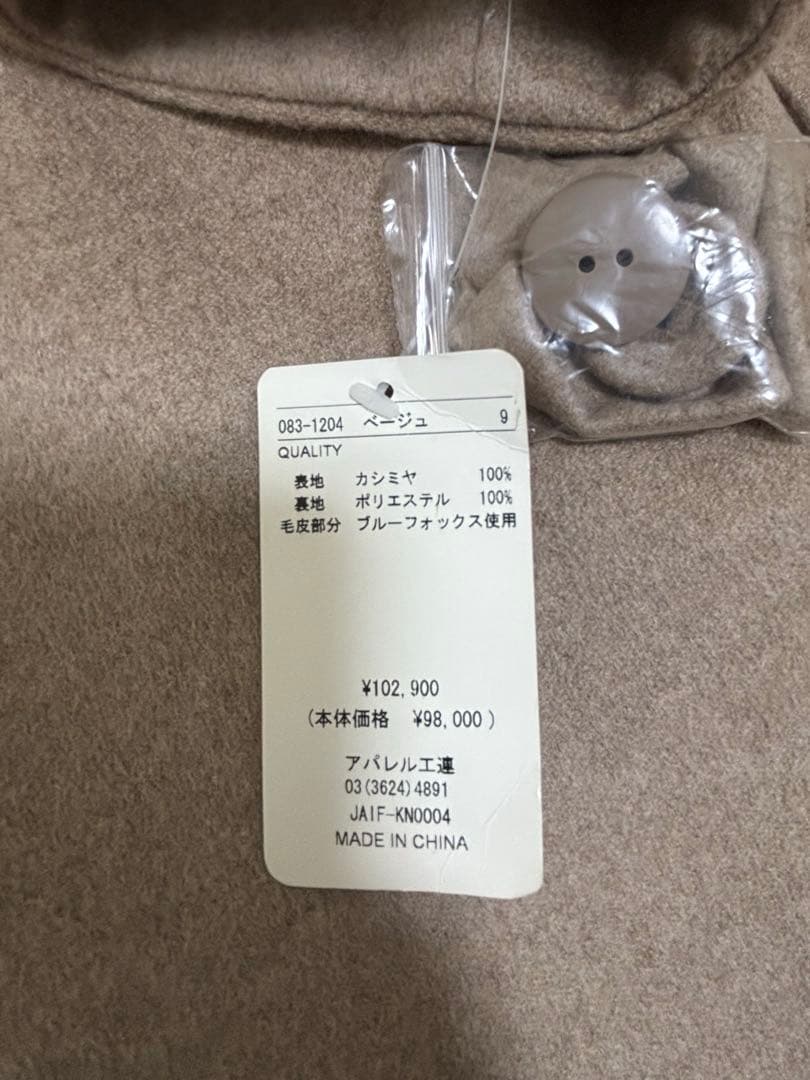 083-1204 ベージュ 9
QUALITY
表地 カシミヤ 100%
裏地 ポリエステル 100%
毛皮部分 ブルーフォックス使用
¥102,900
(本体価格 ¥98,000)
アパレル工連
03(3624)4891
JAIF-KN0004
MADE IN CHINA